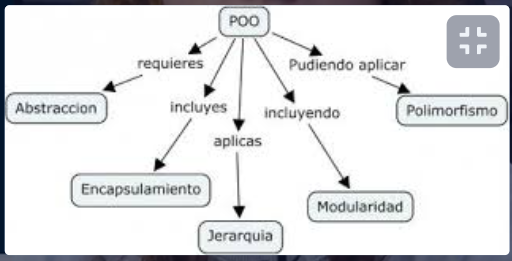 POO
requieres
Pudiendo aplicar
Abstraccion
incluyes
incluyendo
Polimorfismo
aplicas
Encapsulamiento
Modularidad
Jerarquia